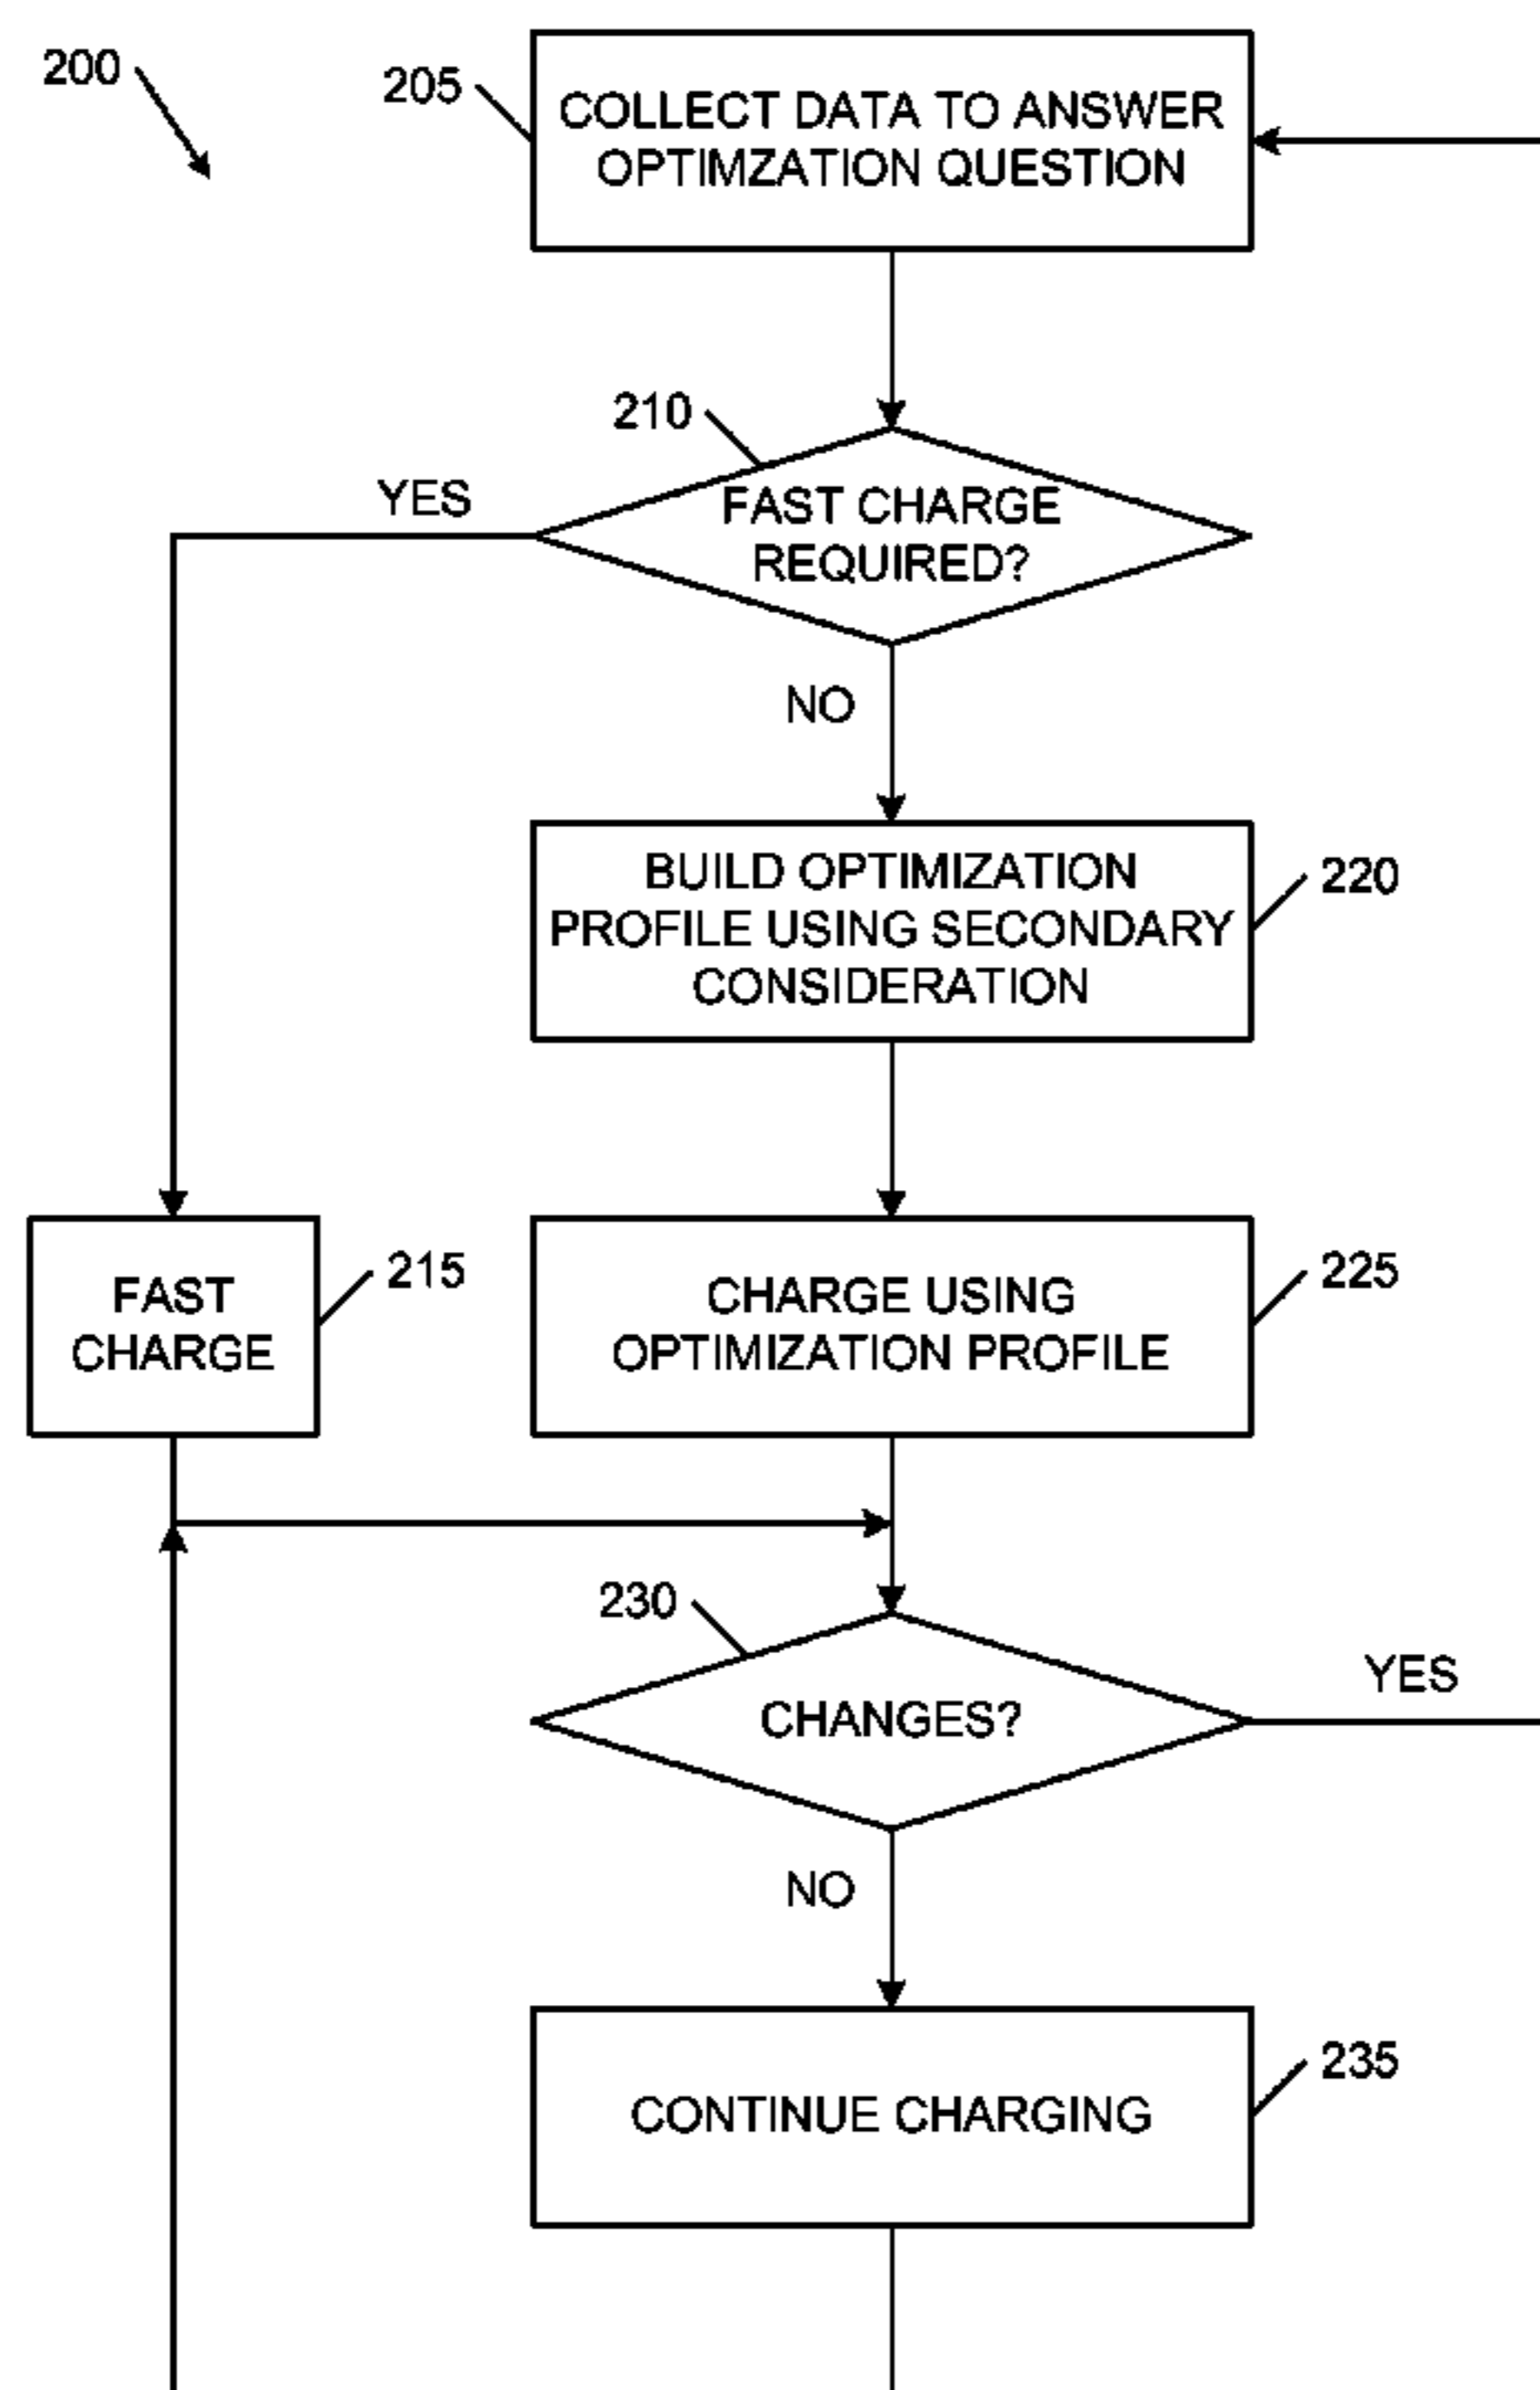 200
205
COLLECT DATA TO ANSWER
OPTIMZATION QUESTION
210
YES
FAST CHARGE
REQUIRED?
NO
BUILD OPTIMIZATION
PROFILE USING SECONDARY
CONSIDERATION
220
FAST
CHARGE
215
CHARGE USING
OPTIMIZATION PROFILE
225
230
CHANGES?
YES
NO
CONTINUE CHARGING
235